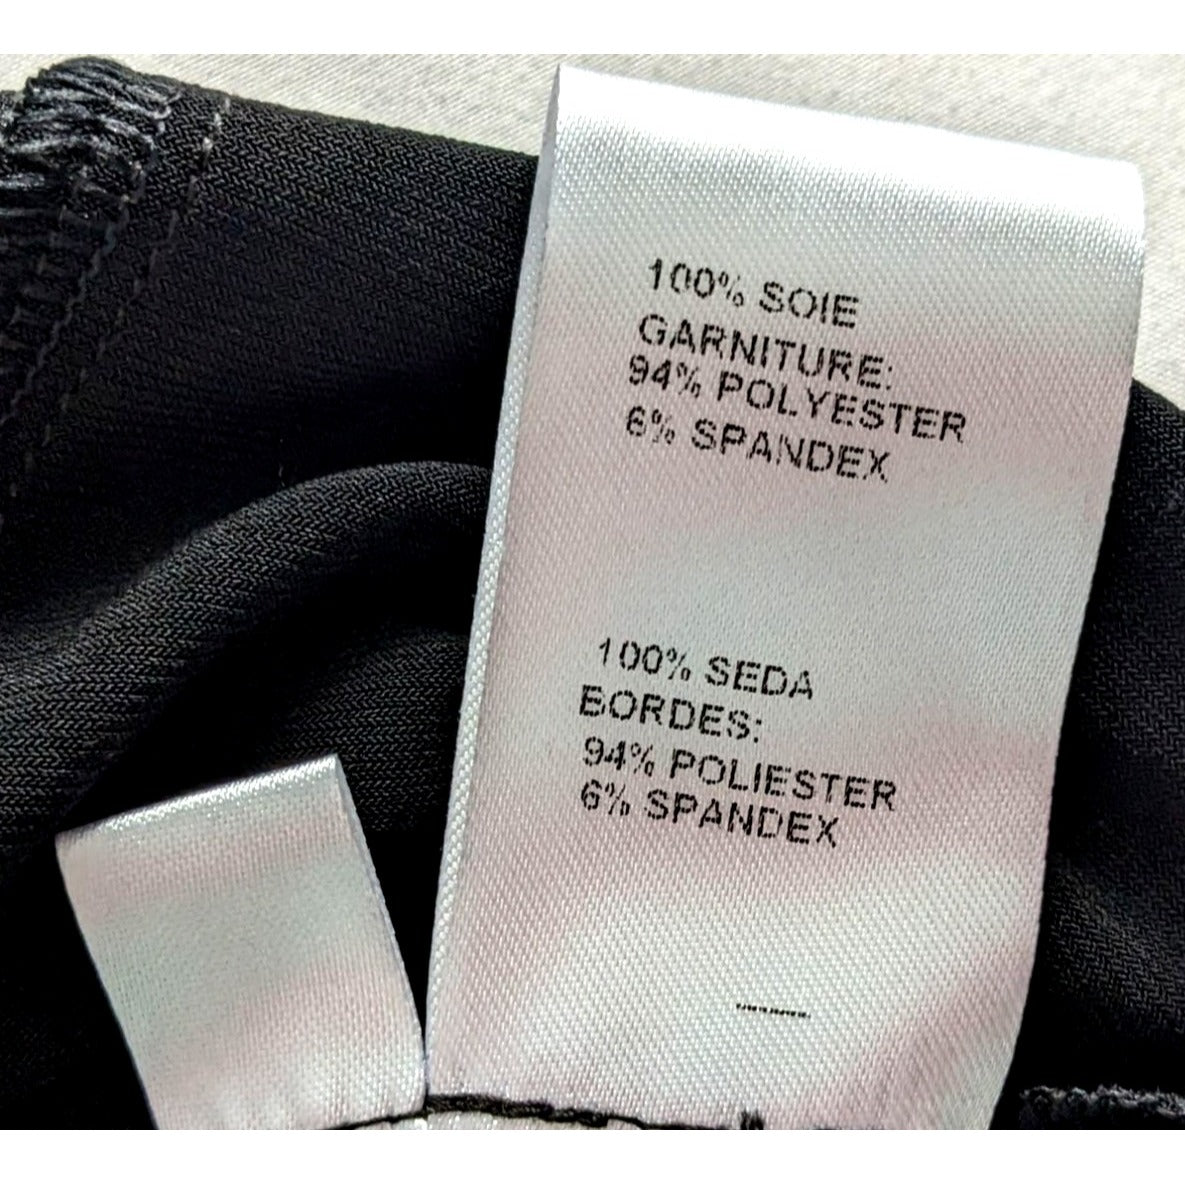 100% SOIE
GARNITURE:
94% POLYESTER
6% SPANDEX
100% SEDA
BORDES:
94% POLIESTER
6% SPANDEX